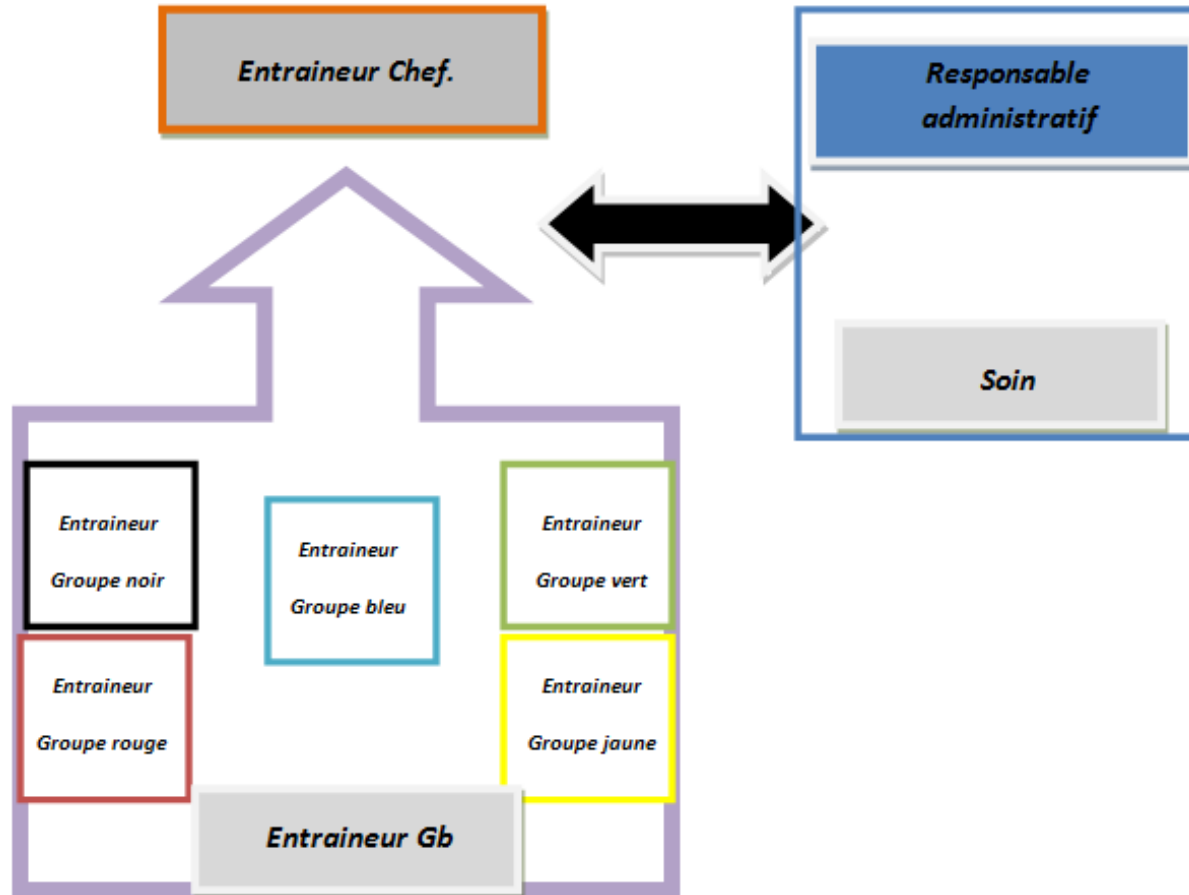 Entraineur Chef.
Responsable
administratif
Soin
Entraineur
Groupe noir
Entraineur
Groupe bleu
Entraineur
Groupe vert
Entraineur
Groupe rouge
Entraineur
Groupe jaune
Entraineur Gb